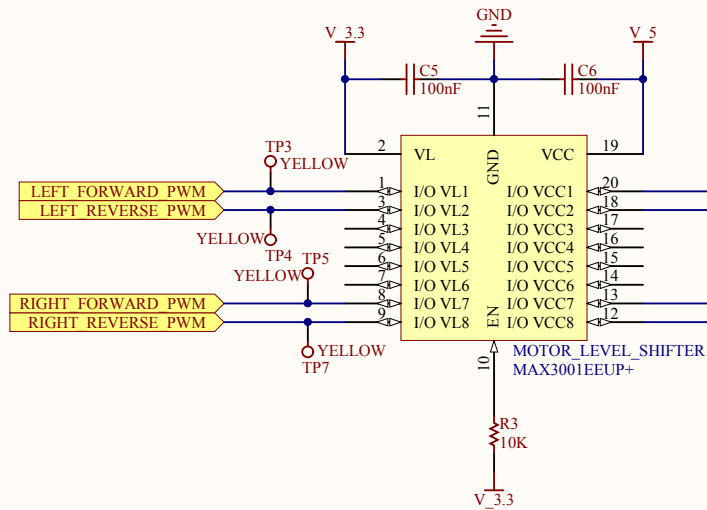 GND
V_3.3
V_5
C5
100nF
C6
100nF
11
2
19
VL
GND
VCC
TP3
YELLOW
LEFT_FORWARD_PWM
1
I/O VL1
I/O VCC1
20
LEFT_REVERSE_PWM
3
I/O VL2
I/O VCC2
18
4
I/O VL3
I/O VCC3
17
YELLOW
TP4
5
I/O VL4
I/O VCC4
16
TP5
YELLOW
6
I/O VL5
I/O VCC5
15
7
I/O VL6
I/O VCC6
14
RIGHT_FORWARD_PWM
8
I/O VL7
I/O VCC7
13
RIGHT_REVERSE_PWM
9
I/O VL8
EN
I/O VCC8
12
YELLOW
TP7
10
MOTOR_LEVEL_SHIFTER
MAX3001EEUP+
R3
10K
V_3.3